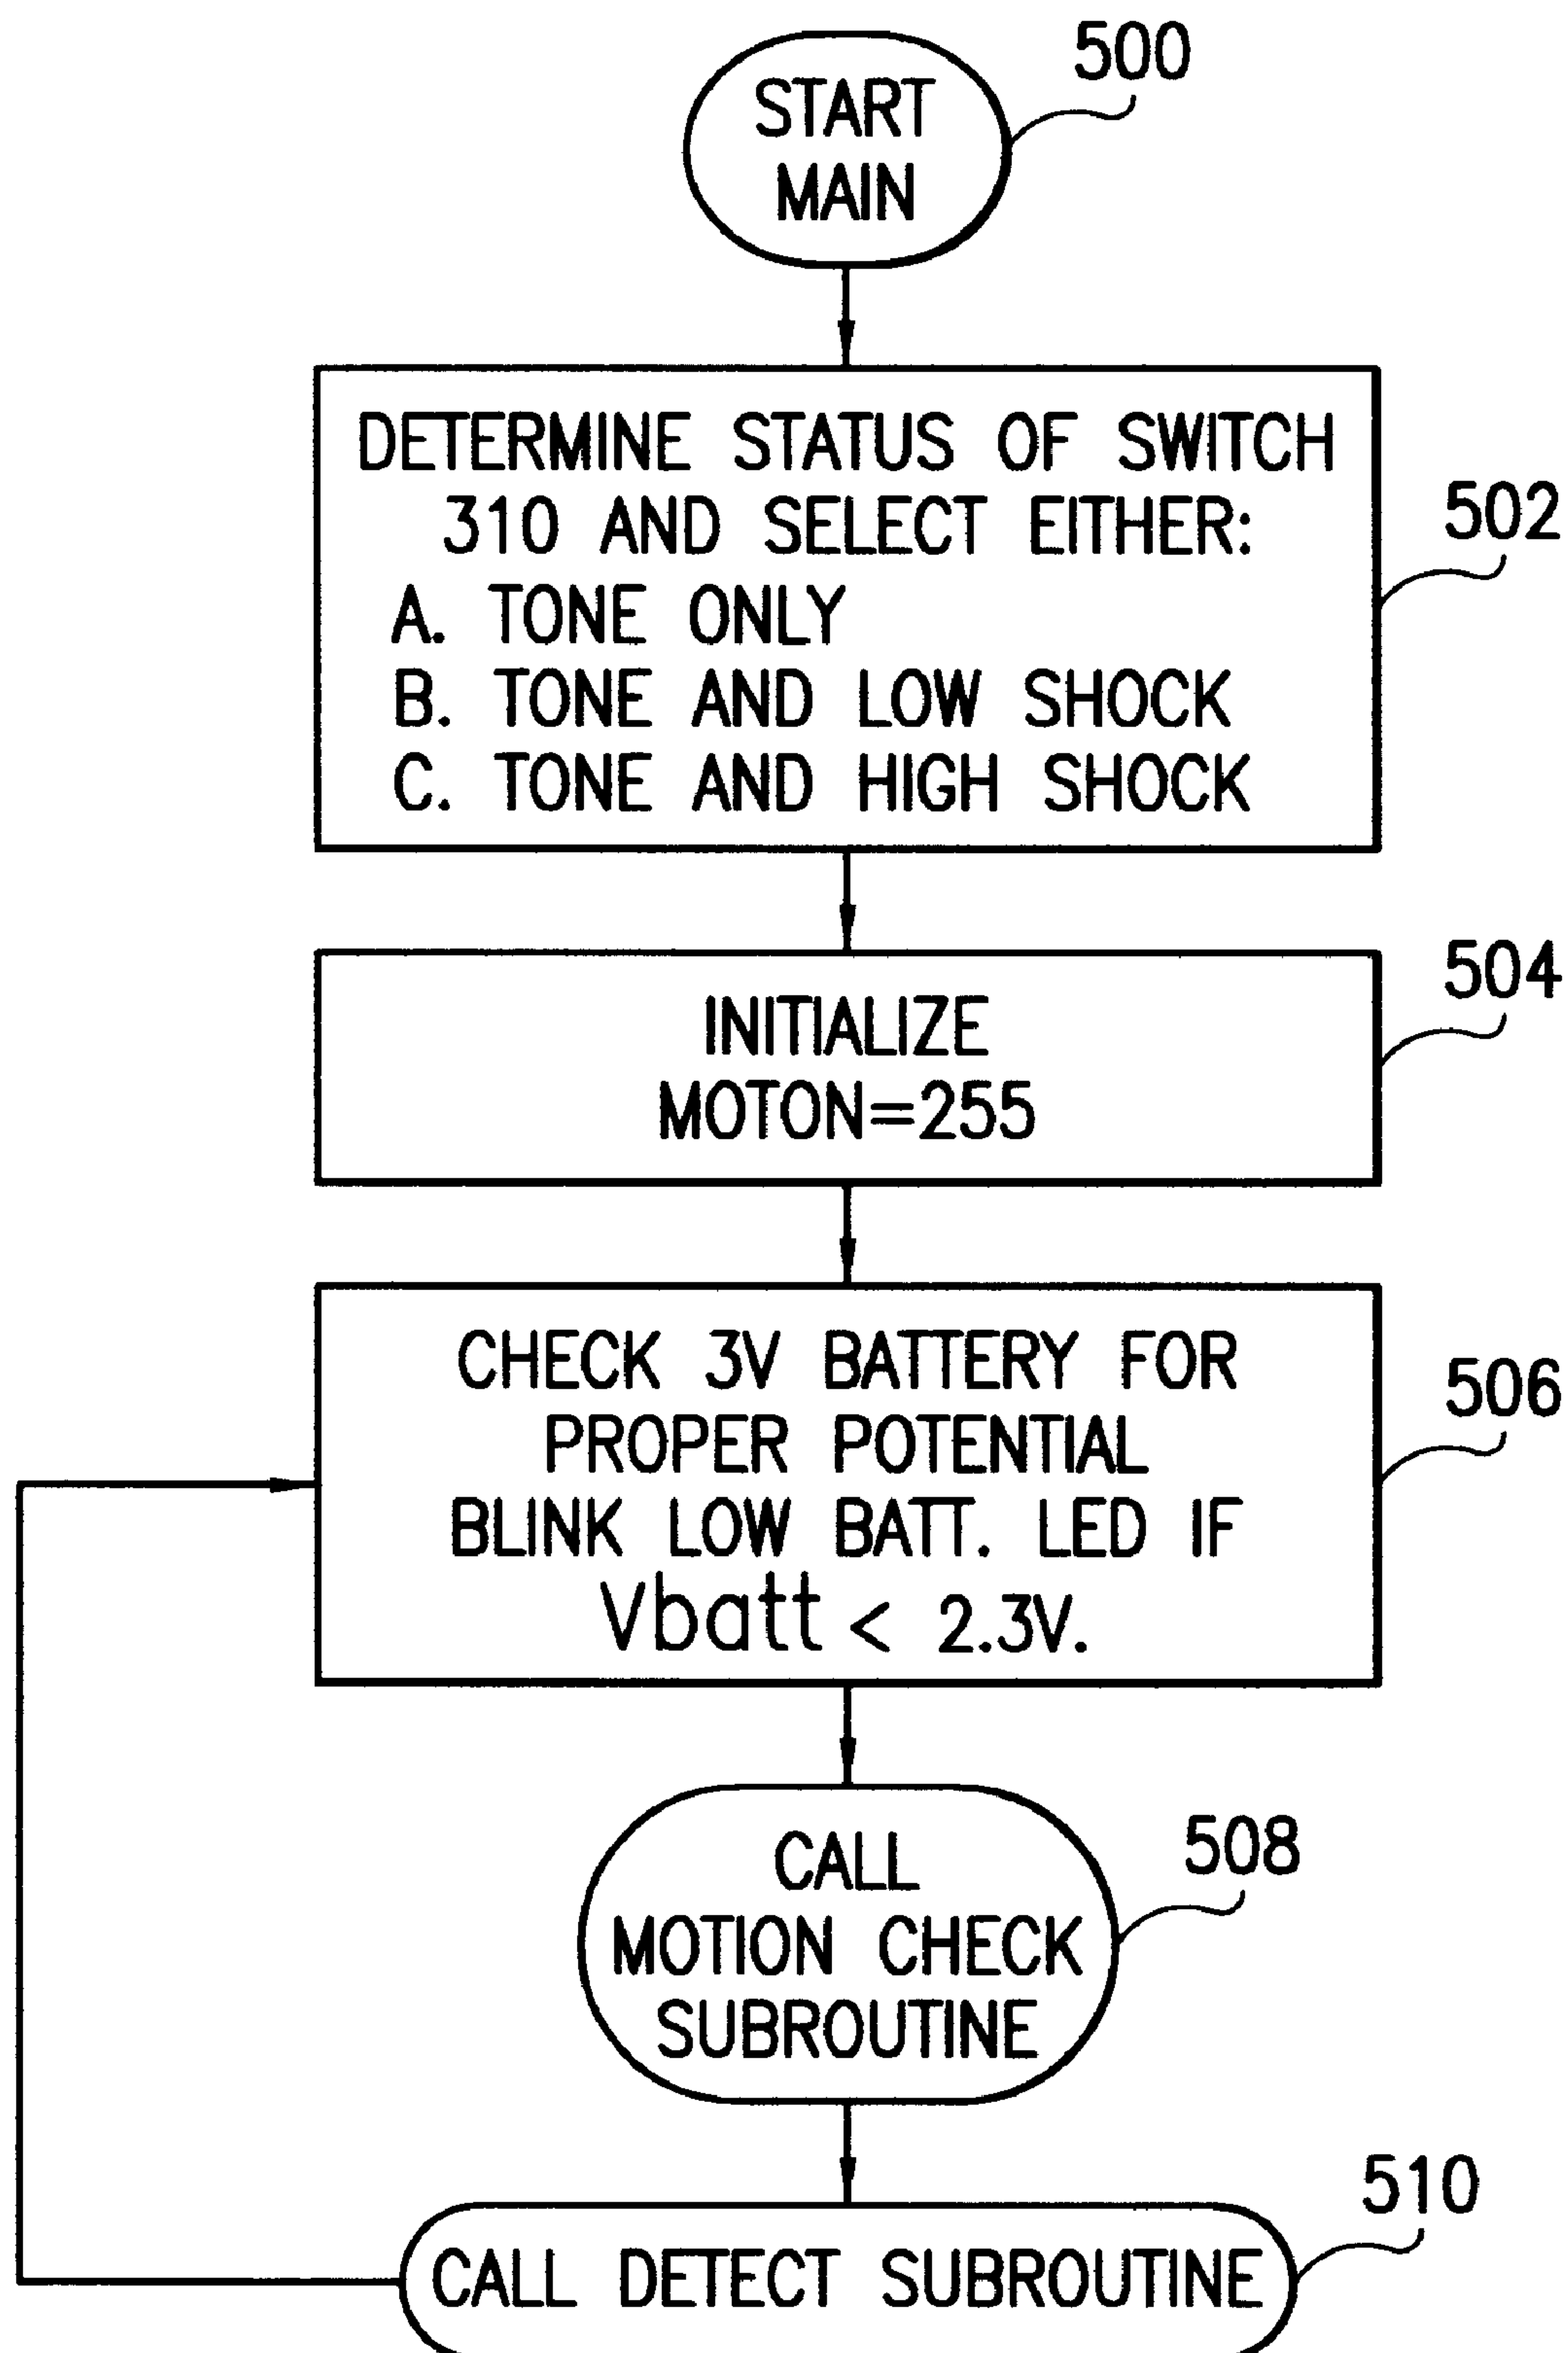 START
MAIN
500
DETERMINE STATUS OF SWITCH
310 AND SELECT EITHER:
A. TONE ONLY
B. TONE AND LOW SHOCK
C. TONE AND HIGH SHOCK
502
INITIALIZE
MOTON=255
504
CHECK 3V BATTERY FOR
PROPER POTENTIAL
BLINK LOW BATT. LED IF
Vbatt < 2.3V.
506
CALL
MOTION CHECK
SUBROUTINE
508
CALL DETECT SUBROUTINE
510